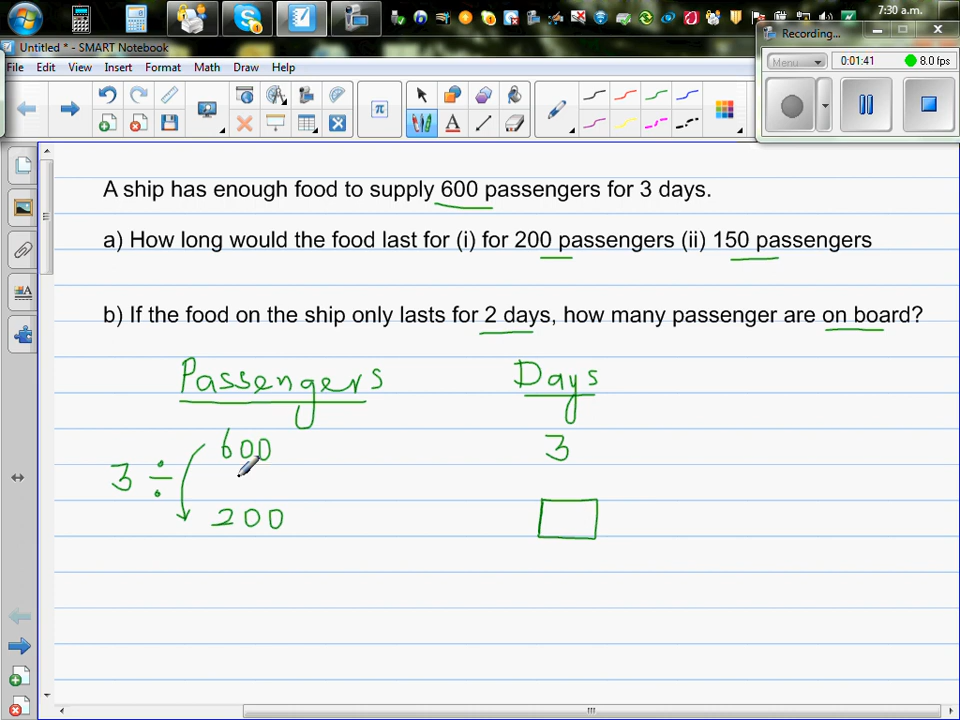 7:30 a.m.
Untitled * - SMART Notebook
Recording...
File Edit View Insert Format Math Draw Help
Menu
0:01:41
8.0 fps
A ship has enough food to supply 600 passengers for 3 days.
a) How long would the food last for (i) for 200 passengers (ii) 150 passengers
b) If the food on the ship only lasts for 2 days, how many passenger are on board?
Passengers Days
600 3
3 ÷
200